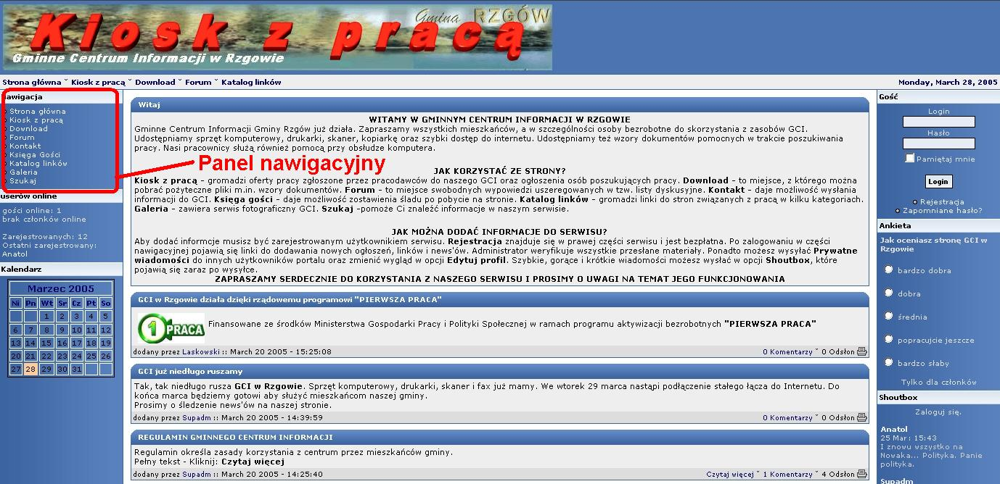 Kiosk z pracą
Gmina RZGÓW
Gminne Centrum Informacji w Rzgowie
Strona główna ˇ Kiosk z pracą ˇ Download ˇ Forum ˇ Katalog linków
Monday, March 28, 2005
nawigacja
Strona główna
Kiosk z pracą
Download
Forum
Kontakt
Księga Gości
Katalog linków
Galeria
Szukaj
Panel nawigacyjny
userów online
gości online: 1
brak członków online
Zarejestrowanych: 12
Ostatni zarejestrowany:
Anatol
Kalendarz
Marzec 2005
Ni Pn Wt Sr Cz Pt So
1 2 3 4 5
6 7 8 9 10 11 12
13 14 15 16 17 18 19
20 21 22 23 24 25 26
27 28 29 30 31
Witaj
WITAMY W GMINNYM CENTRUM INFORMACJI W RZGOWIE
Gminne Centrum Informacji Gminy Rzgów już działa. Zapraszamy wszystkich mieszkańców, a w szczególności osoby bezrobotne do skorzystania z zasobów GCI.
Udostępniamy sprzęt komputerowy, drukarki, skaner, kopiarkę oraz szybki dostęp do internetu. Udostępniamy też wzory dokumentów pomocnych w trakcie poszukiwania
pracy. Nasi pracownicy służą również pomocą przy obsłudze komputera.
JAK KORZYSTAĆ ZE STRONY?
Kiosk z pracą - gromadzi oferty pracy zgłoszone przez pracodawców do naszego GCI oraz ogłoszenia osób poszukujących pracy. Download - to miejsce, z którego można
pobrać pożyteczne pliki m.in. wzory dokumentów. Forum - to miejsce swobodnych wypowiedzi uszeregowanych w tzw. listy dyskusyjne. Kontakt - daje możliwość wysłania
informacji do GCI. Księga gości - daje możliwość zostawienia śladu po pobycie na stronie. Katalog linków - gromadzi linki do stron związanych z pracą w kilku kategoriach.
Galeria - zawiera serwis fotograficzny GCI. Szukaj -pomoże Ci znaleźć informacje w naszym serwisie.
JAK MOŻNA DODAĆ INFORMACJE DO SERWISU?
Aby dodać informcje musisz być zarejestrowanym użytkownikiem serwisu. Rejestracja znajduje się w prawej części serwisu i jest bezpłatna. Po zalogowaniu w części
nawigacyjnej pojawią się linki do dodawania nowych ogłoszeń, linków i news'ów. Administrator weryfikuje wszystkie przesłane materiały. Ponadto możesz wysyłać Prywatne
wiadomości do innych użytkowników portalu oraz zmienić wygląd w opcji Edytuj profil. Szybkie, gorące i krótkie wiadomości możesz wysłać w opcji Shoutbox, które
pojawią się zaraz po wysyłce.
ZAPRASZAMY SERDECZNIE DO KORZYSTANIA Z NASZEGO SERWISU I PROSIMY O UWAGI NA TEMAT JEGO FUNKCJONOWANIA
GCI w Rzgowie działa dzięki rządowemu programowi "PIERWSZA PRACA"
1 PRACA
Finansowane ze środków Ministerstwa Gospodarki Pracy i Polityki Społecznej w ramach programu aktywizacji bezrobotnych "PIERWSZA PRACA"
dodany przez Laskowski :: March 20 2005 - 15:25:08
0 Komentarzy ˇ 0 Odsłon
GCI już niedługo ruszamy
Tak, tak niedługo rusza GCI w Rzgowie. Sprzęt komputerowy, drukarki, skaner i fax już mamy. We wtorek 29 marca nastąpi podłączenie stałego łącza do Internetu. Do
końca marca będziemy gotowi aby służyć mieszkańcom naszej gminy.
Prosimy o śledzenie news'ów na naszej stronie.
dodany przez Supadm :: March 20 2005 - 14:39:59
0 Komentarzy ˇ 0 Odsłon
REGULAMIN GMINNEGO CENTRUM INFORMACJI
Regulamin określa zasady korzystania z centrum przez mieszkańców gminy.
Pełny tekst - Kliknij: Czytaj więcej
dodany przez Supadm :: March 20 2005 - 14:25:40
Czytaj więcej ˇ 1 Komentarzy ˇ 4 Odsłon
Gość
Login
Hasło
Pamiętaj mnie
Login
Rejestracja
Zapomniane hasło?
Ankieta
Jak oceniasz stronę GCI w
Rzgowie
bardzo dobra
dobra
średnia
popracujcie jeszcze
bardzo słaby
Tylko dla członków
Shoutbox
Zaloguj się.
Anatol
25 Mar : 15:43
I znowu wszystko na
Nowaka... Polityka. Panie
polityka.
Supadm